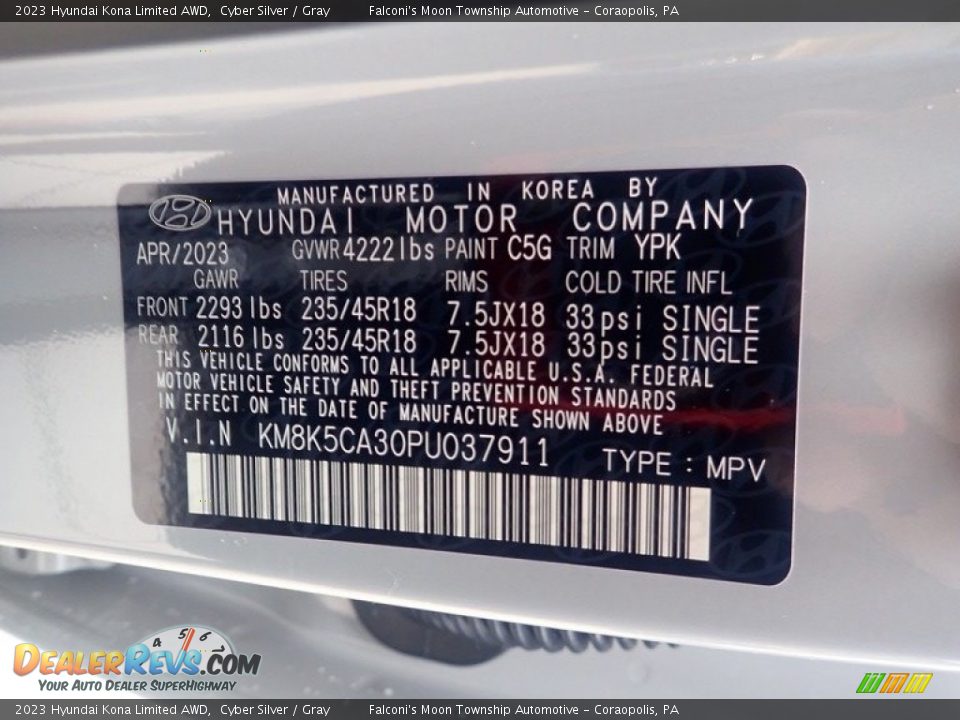 2023 Hyundai Kona Limited AWD,  Cyber Silver / Gray  Falconi's Moon Township Automotive - Coraopolis, PA
MANUFACTURED IN KOREA BY
HYUNDAI MOTOR COMPANY
APR/2023 GVWR 4222 lbs PAINT C5G TRIM YPK
GAWR TIRES RIMS COLD TIRE INFL
FRONT 2293 lbs 235/45R18 7.5JX18 33psi SINGLE
REAR 2116 lbs 235/45R18 7.5JX18 33psi SINGLE
THIS VEHICLE CONFORMS TO ALL APPLICABLE U.S.A. FEDERAL
MOTOR VEHICLE SAFETY AND THEFT PREVENTION STANDARDS
IN EFFECT ON THE DATE OF MANUFACTURE SHOWN ABOVE
V.I.N KM8K5CA30PU037911 TYPE : MPV
4 5 6
DEALERREVS.COM
YOUR AUTO DEALER SUPERHIGHWAY
2023 Hyundai Kona Limited AWD,  Cyber Silver / Gray  Falconi's Moon Township Automotive - Coraopolis, PA